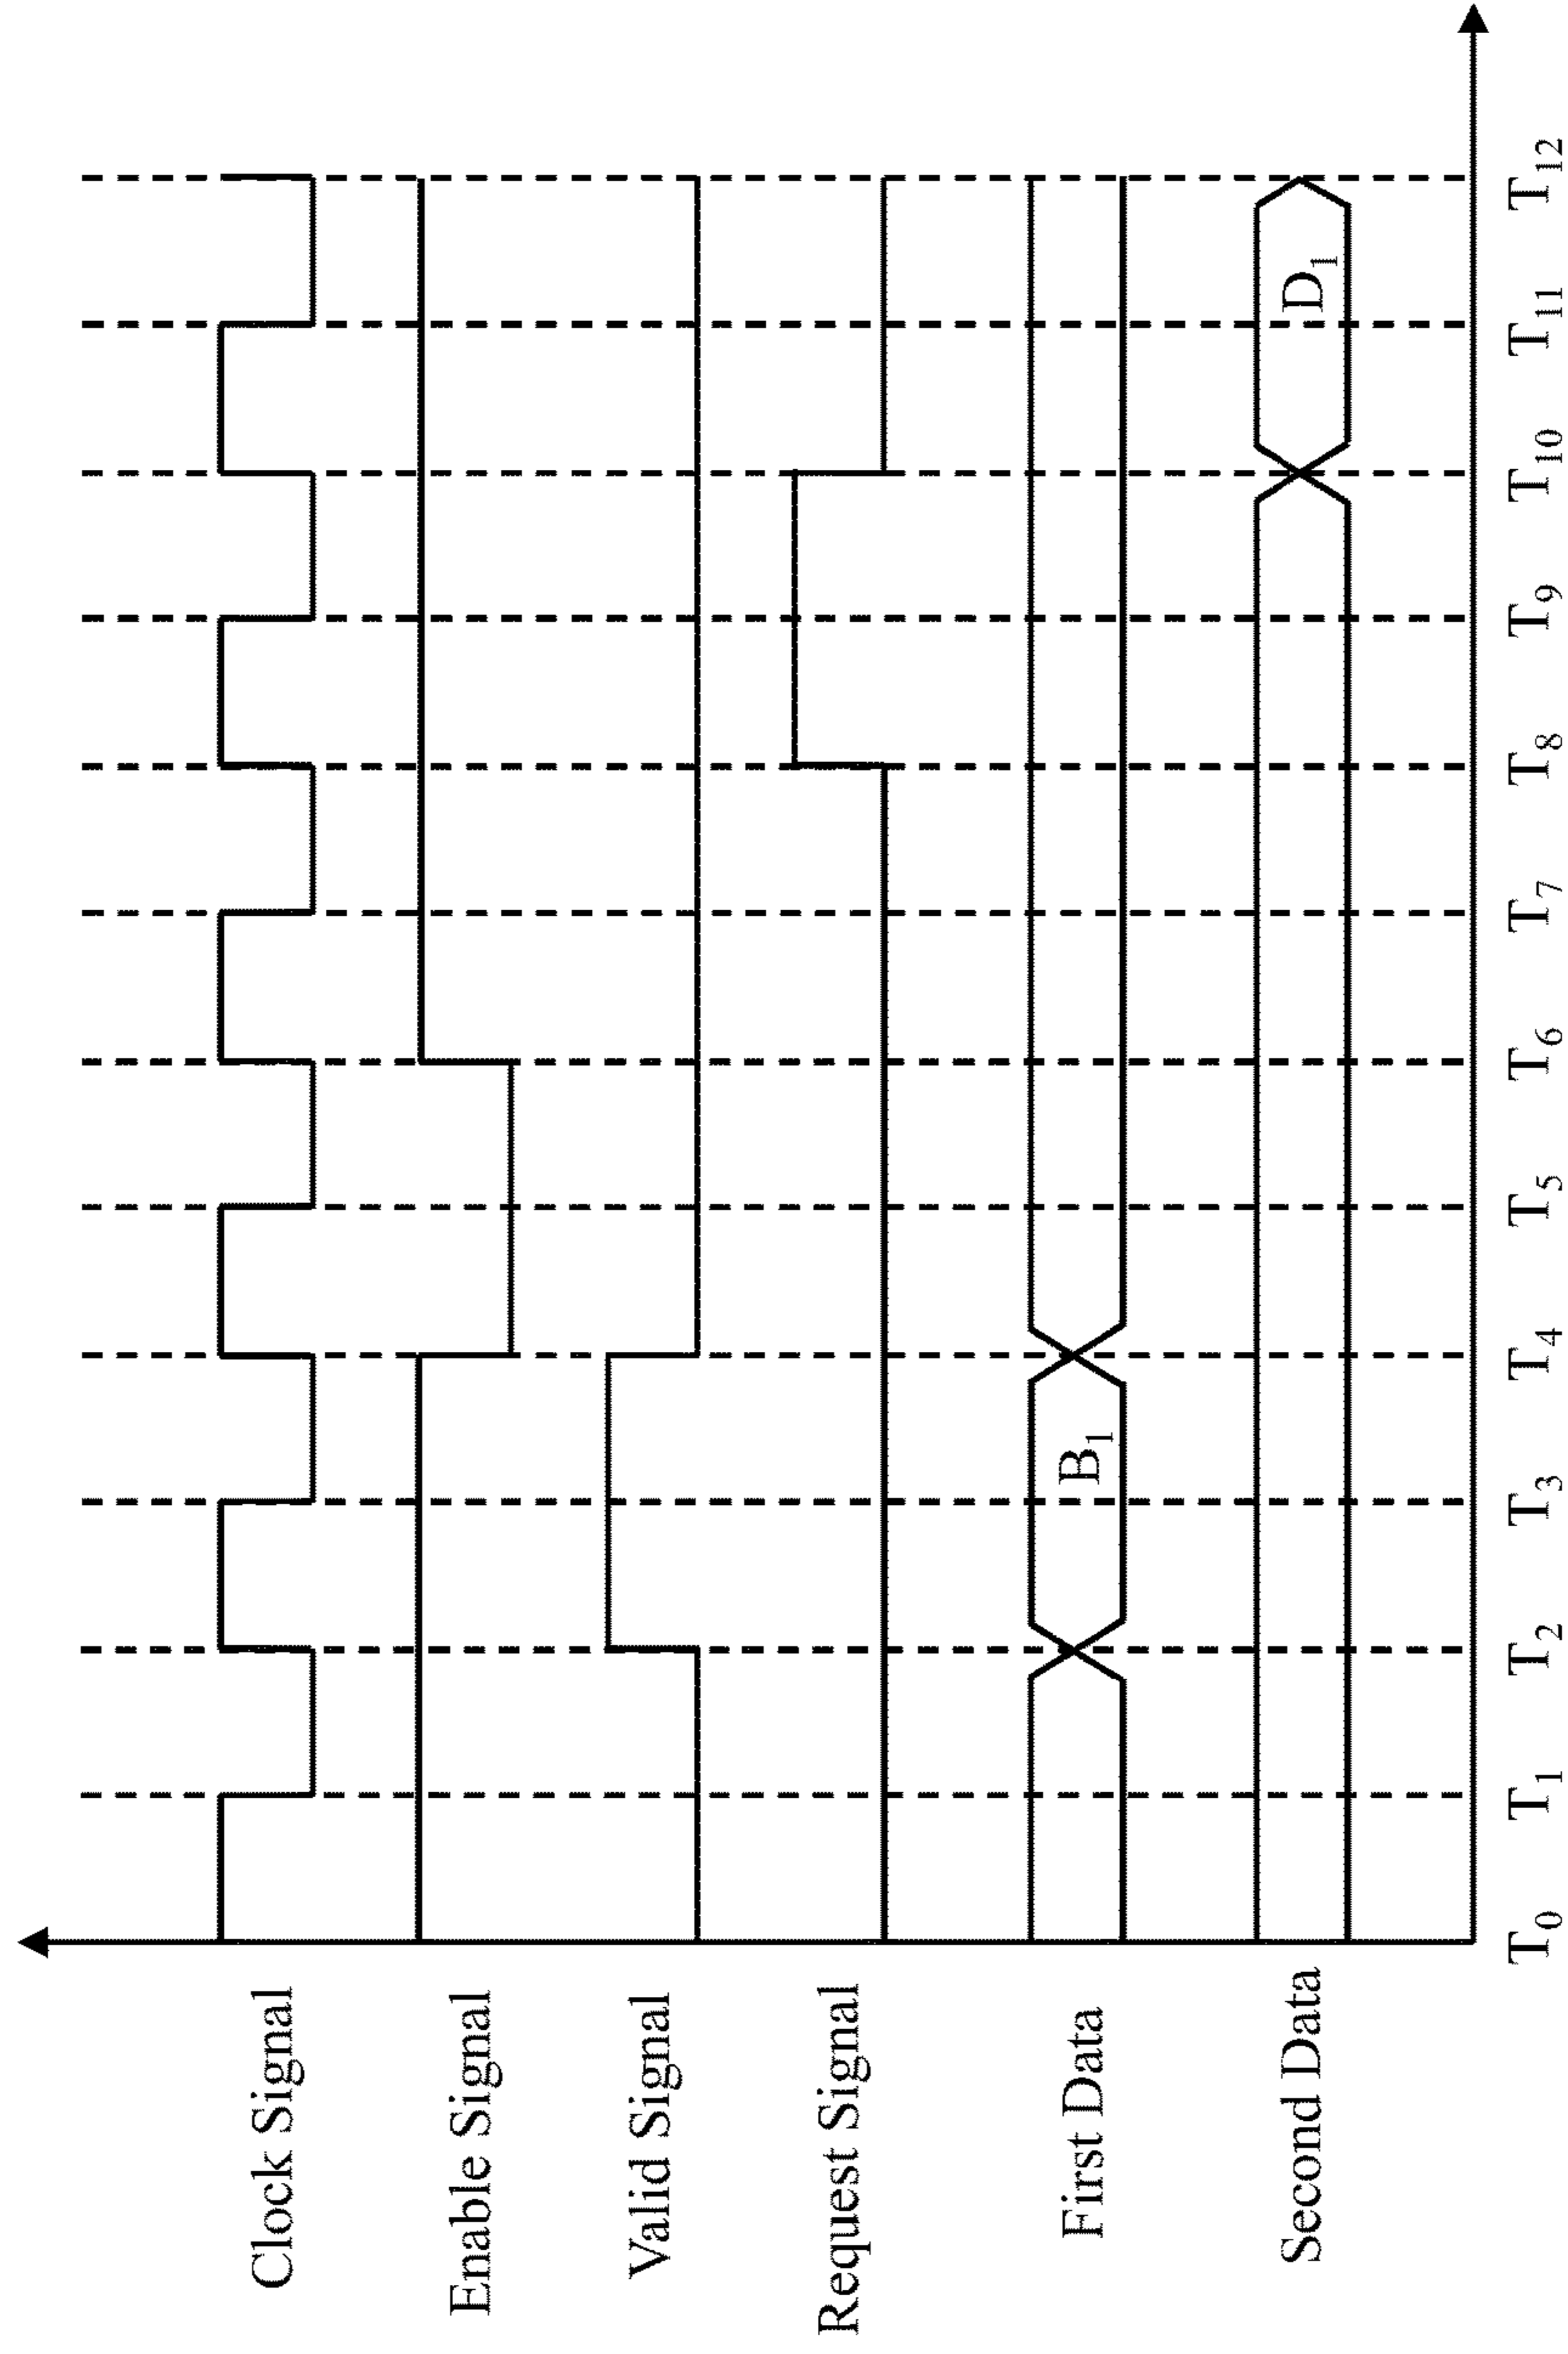 Clock Signal
Enable Signal
Valid Signal
Request Signal
First Data
B₁
Second Data
D₁
T₀ T₁ T₂ T₃ T₄ T₅ T₆ T₇ T₈ T₉ T₁₀ T₁₁ T₁₂